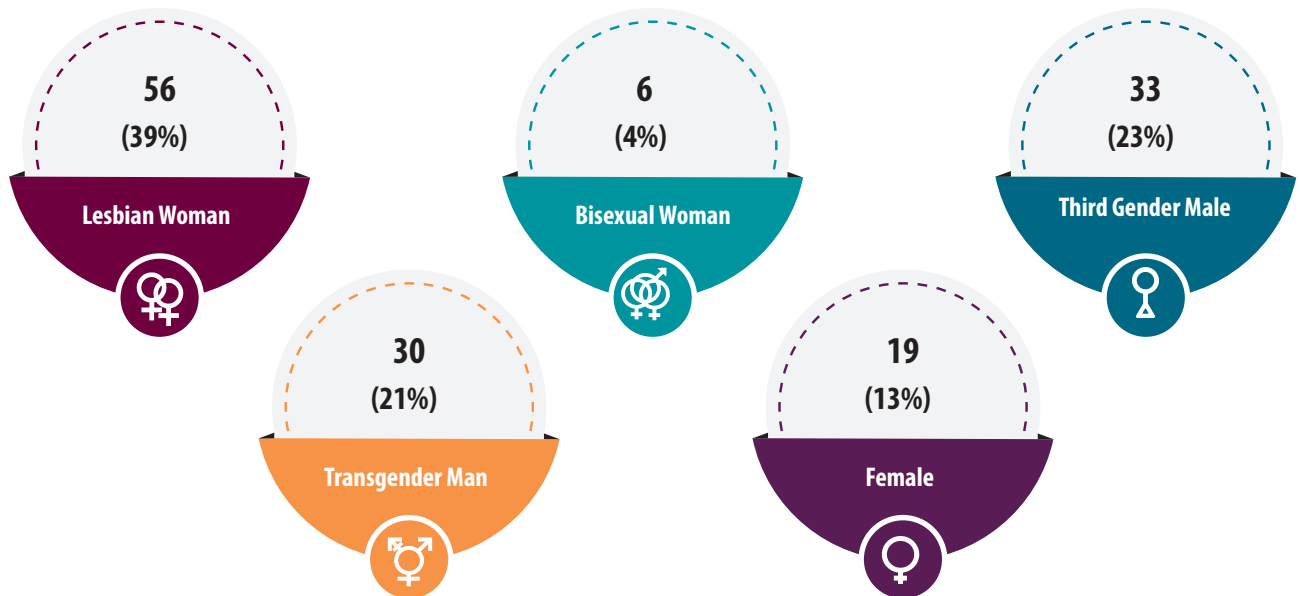 56
(39%)
Lesbian Woman
6
(4%)
Bisexual Woman
33
(23%)
Third Gender Male
30
(21%)
Transgender Man
19
(13%)
Female